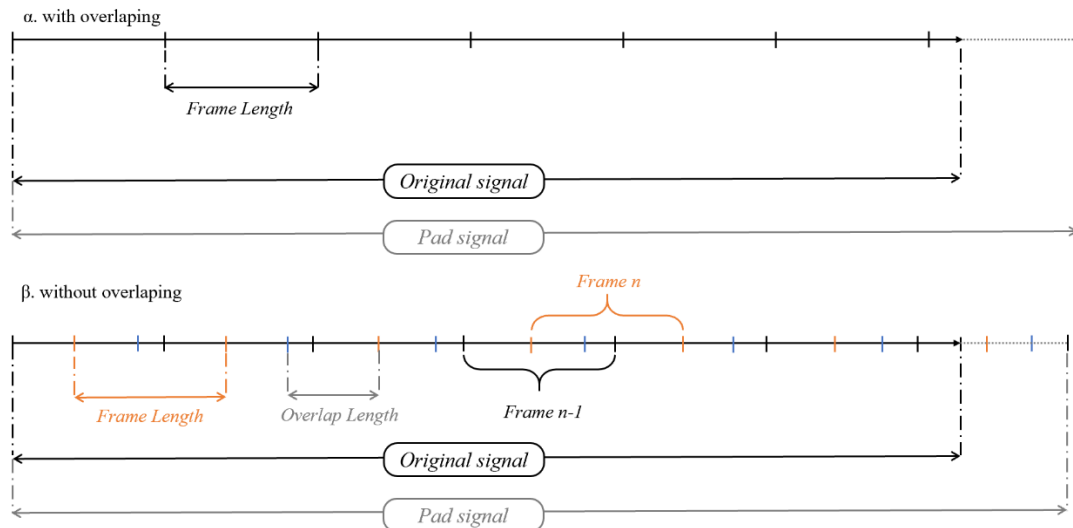 α. with overlaping
Frame Length
Original signal
Pad signal
β. without overlaping
Frame n
Frame Length
Overlap Length
Frame n-1
Original signal
Pad signal